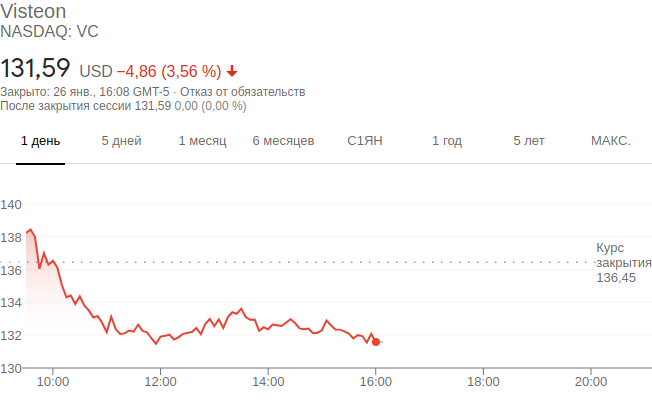 Visteon
NASDAQ: VC
131,59 USD −4,86 (3,56 %)
Закрыто: 26 янв., 16:08 GMT-5 · Отказ от обязательств
После закрытия сессии 131,59 0,00 (0,00 %)
1 день 5 дней 1 месяц 6 месяцев С1ЯН 1 год 5 лет МАКС.
140
138
Курс
закрытия
136,45
136
134
132
130
10:00 12:00 14:00 16:00 18:00 20:00